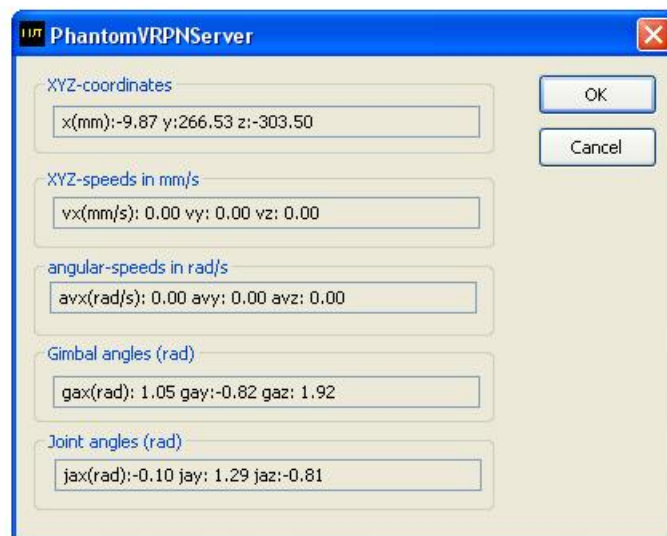 PhantomVRPNServer
XYZ-coordinates
x(mm):-9.87 y:266.53 z:-303.50
OK
Cancel
XYZ-speeds in mm/s
vx(mm/s): 0.00 vy: 0.00 vz: 0.00
angular-speeds in rad/s
avx(rad/s): 0.00 avy: 0.00 avz: 0.00
Gimbal angles (rad)
gax(rad): 1.05 gay:-0.82 gaz: 1.92
Joint angles (rad)
jax(rad):-0.10 jay: 1.29 jaz:-0.81